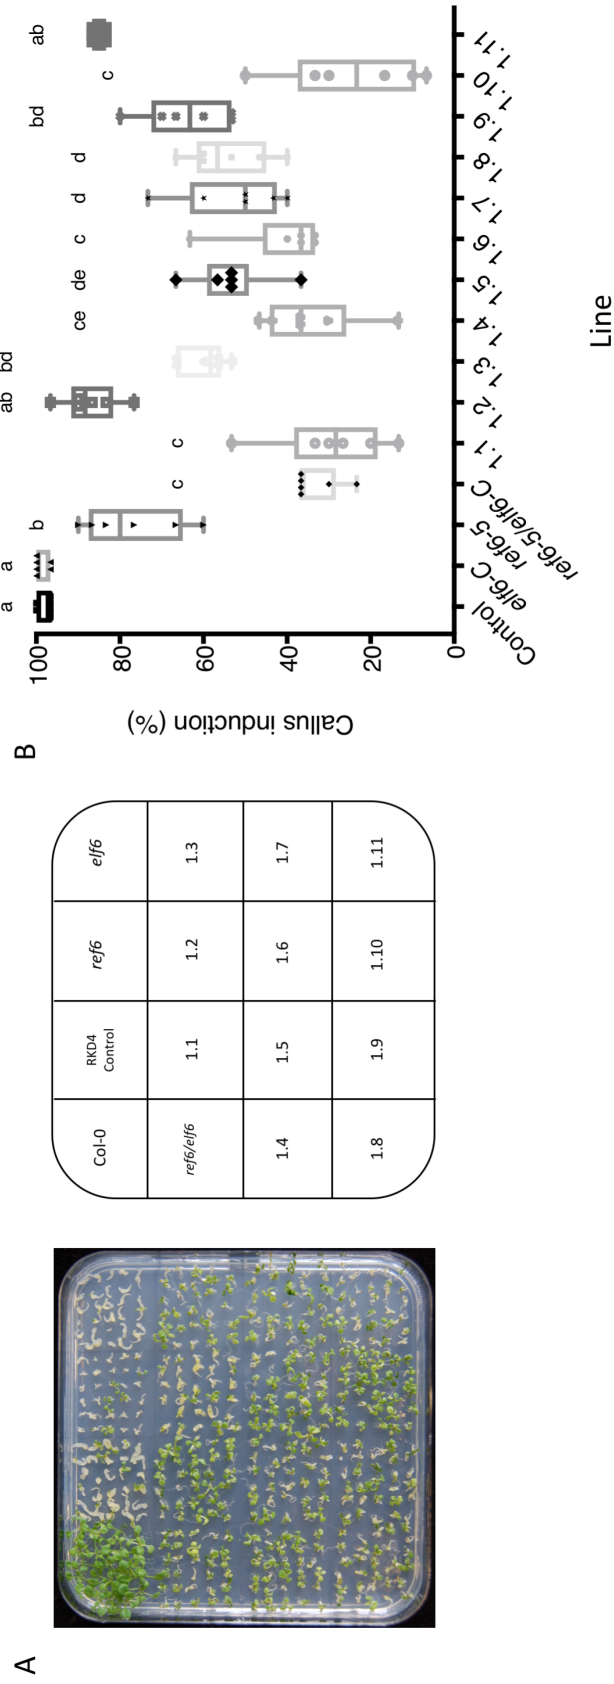 A
Col-0
RKD4
Control
ref6
elf6
ref6/elf6
1.1
1.2
1.3
1.4
1.5
1.6
1.7
1.8
1.9
1.10
1.11
B
a
a
b
c
c
ab
bd
ce
de
c
d
d
bd
c
ab
100
80
60
40
20
0
Callus induction (%)
Control
elf6-C
ref6-5
ref6-5/elf6-C
1.1
1.2
1.3
1.4
1.5
1.6
1.7
1.8
1.9
1.10
1.11
Line